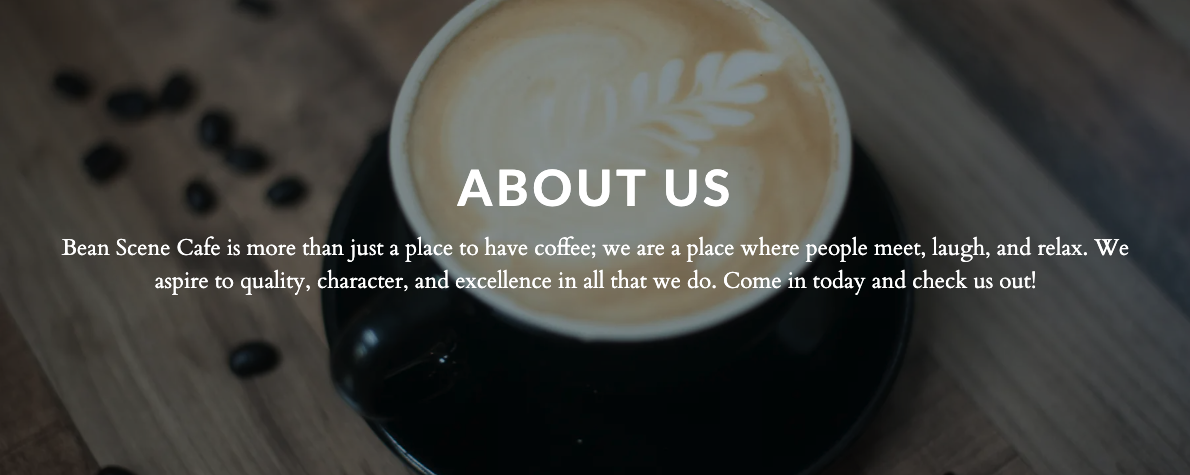 ABOUT US
Bean Scene Cafe is more than just a place to have coffee; we are a place where people meet, laugh, and relax. We
aspire to quality, character, and excellence in all that we do. Come in today and check us out!